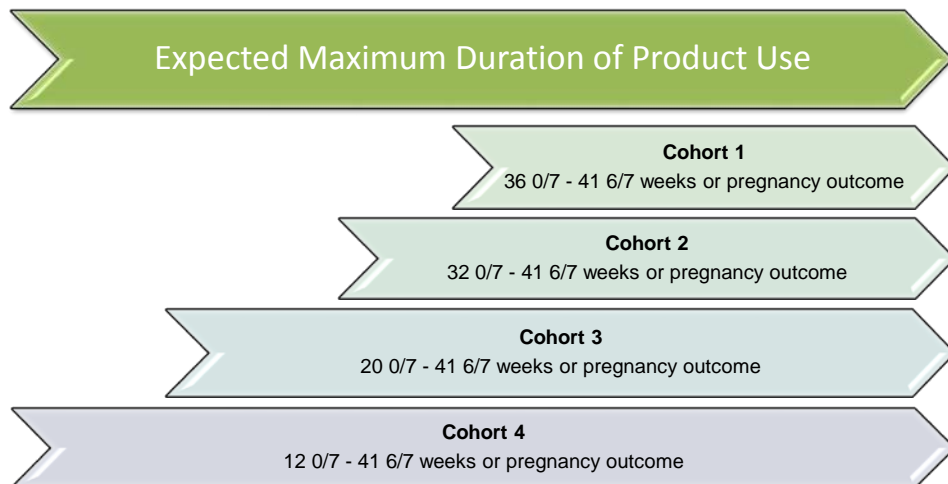 Expected Maximum Duration of Product Use
Cohort 1
36 0/7 - 41 6/7 weeks or pregnancy outcome
Cohort 2
32 0/7 - 41 6/7 weeks or pregnancy outcome
Cohort 3
20 0/7 - 41 6/7 weeks or pregnancy outcome
Cohort 4
12 0/7 - 41 6/7 weeks or pregnancy outcome